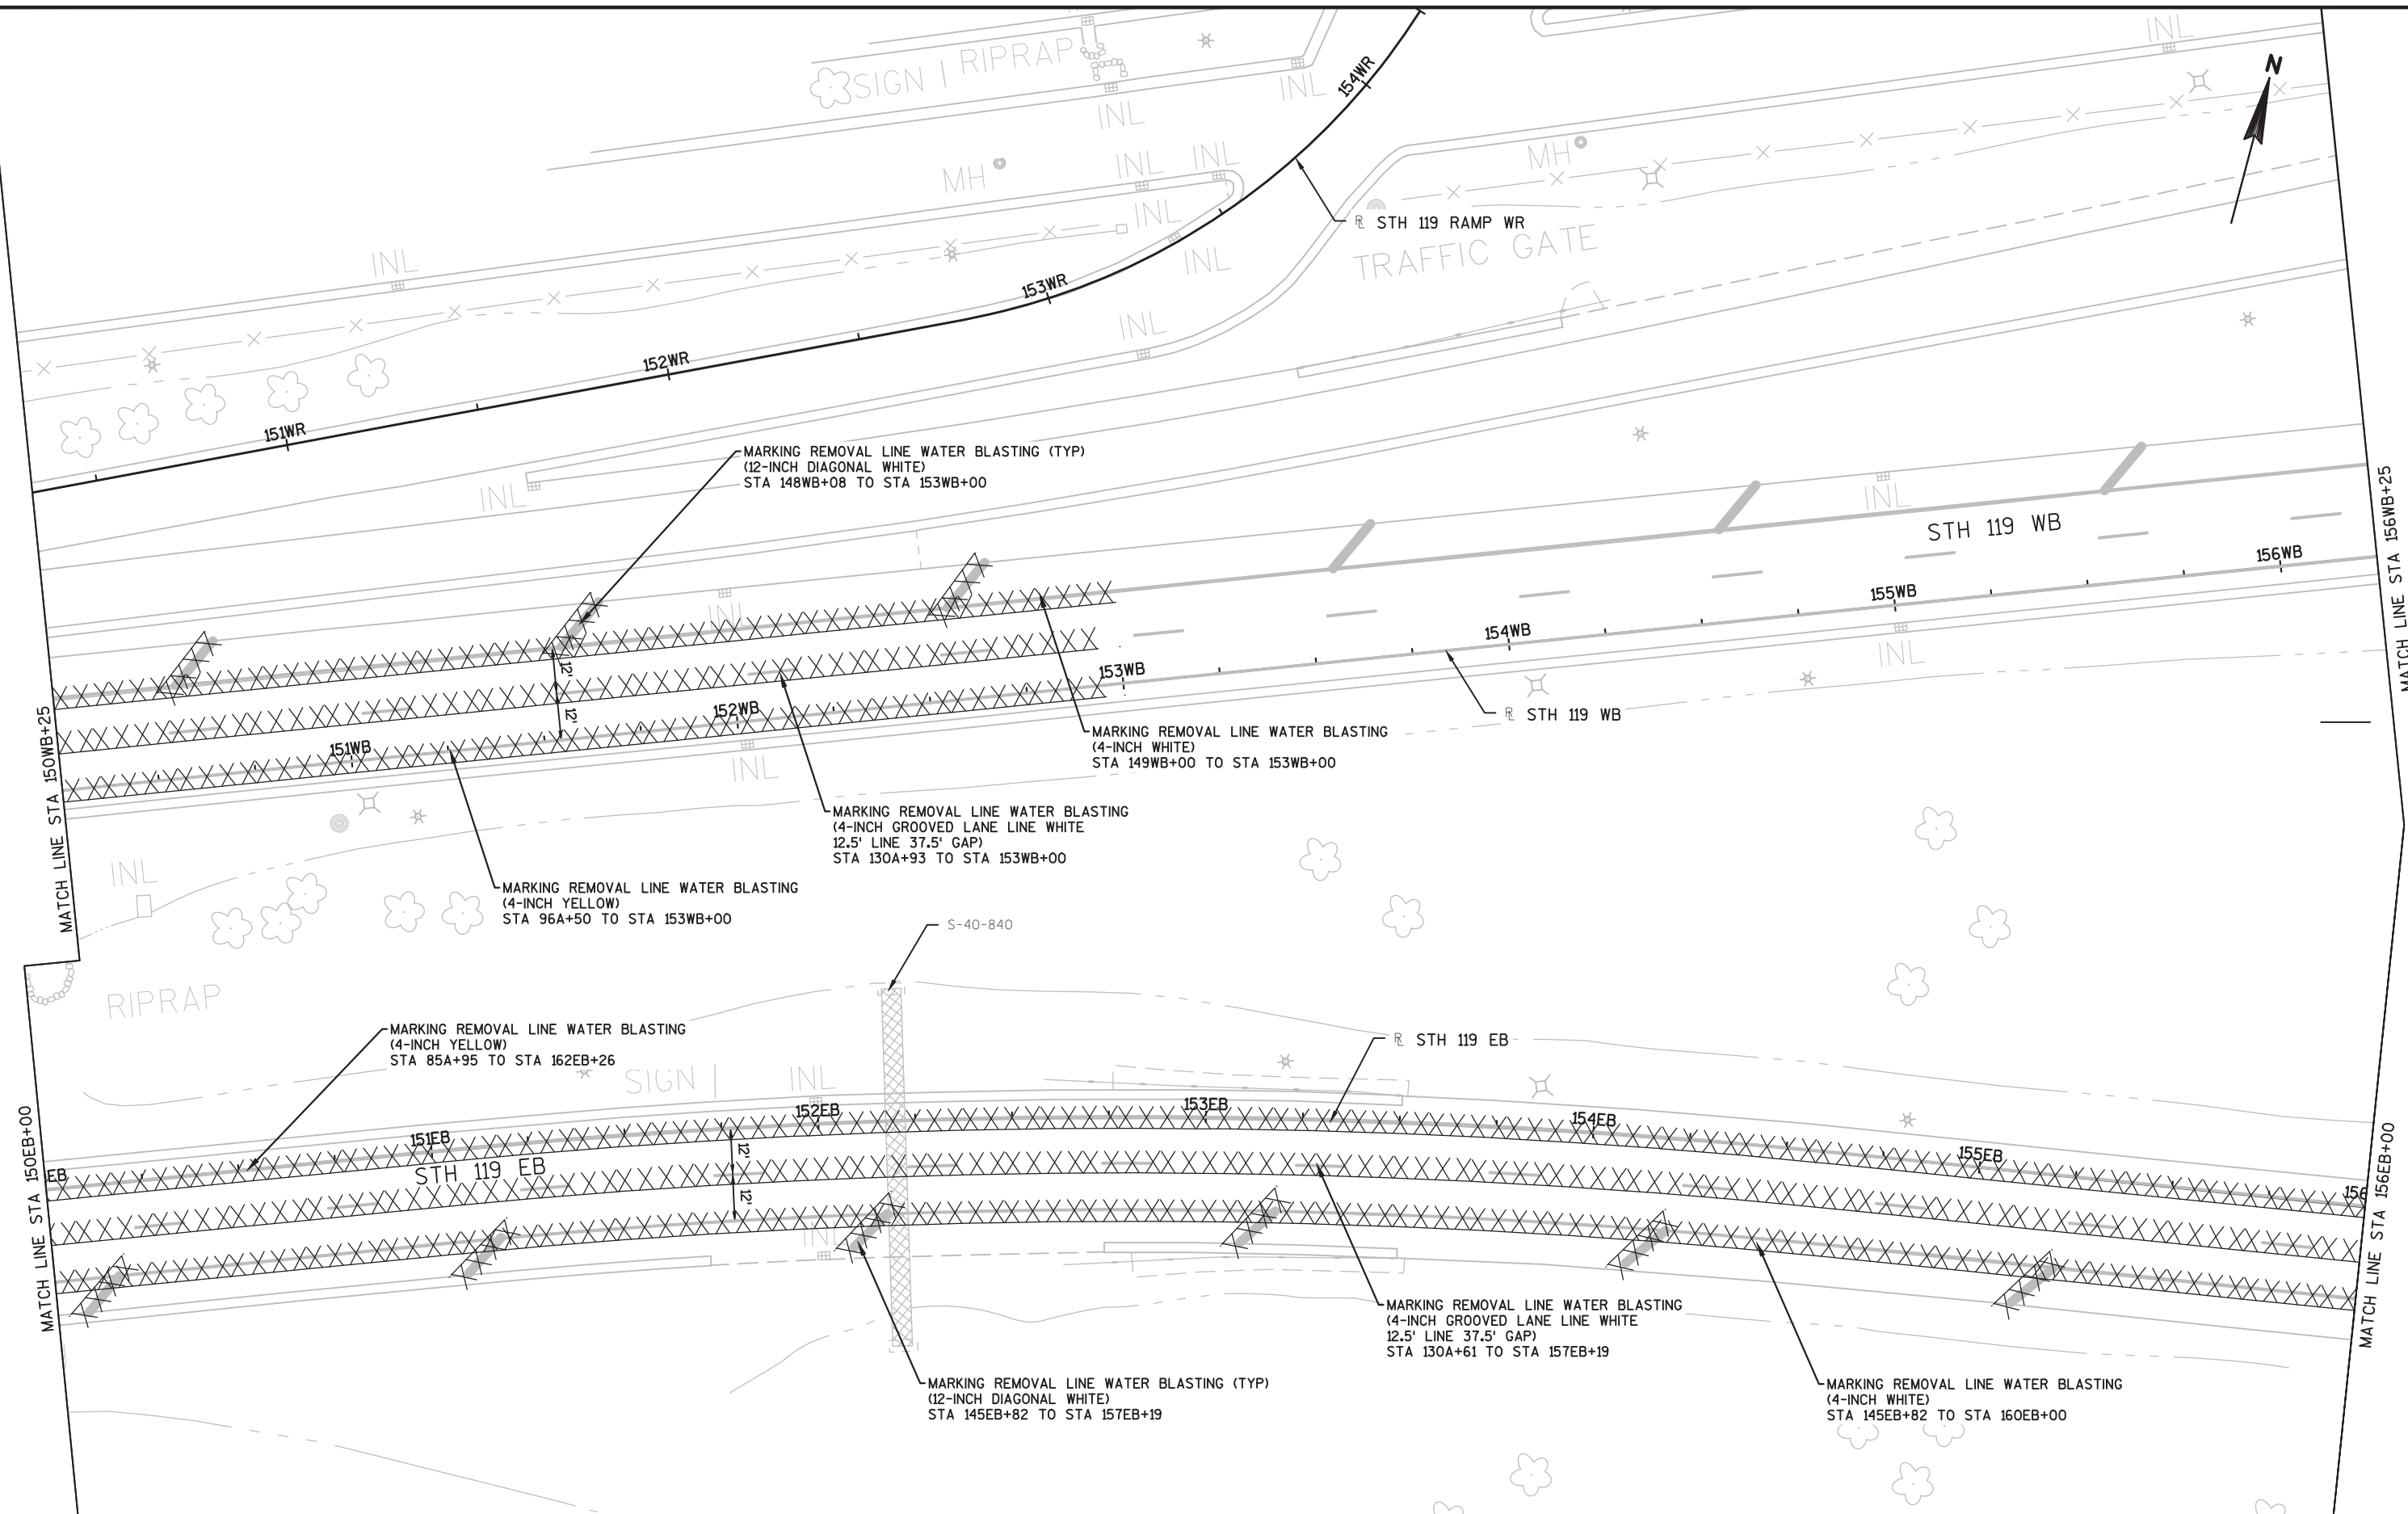 SIGN
RIPRAP
INL
INL
INL
154WR
N
MH
INL
INL
MH
INL
STH 119 RAMP WR
TRAFFIC GATE
INL
INL
153WR
INL
152WR
151WR
MARKING REMOVAL LINE WATER BLASTING (TYP)
(12-INCH DIAGONAL WHITE)
STA 148WB+08 TO STA 153WB+00
INL
INL
STH 119 WB
156WB
MATCH LINE STA 156WB+25
155WB
INL
154WB
INL
12'
153WB
12'
152WB
STH 119 WB
151WB
MATCH LINE STA 150WB+25
INL
MARKING REMOVAL LINE WATER BLASTING
(4-INCH WHITE)
STA 149WB+00 TO STA 153WB+00
MARKING REMOVAL LINE WATER BLASTING
(4-INCH GROOVED LANE LINE WHITE
12.5' LINE 37.5' GAP)
STA 130A+93 TO STA 153WB+00
INL
MARKING REMOVAL LINE WATER BLASTING
(4-INCH YELLOW)
STA 96A+50 TO STA 153WB+00
S-40-840
RIPRAP
MARKING REMOVAL LINE WATER BLASTING
(4-INCH YELLOW)
STA 85A+95 TO STA 162EB+26
STH 119 EB
SIGN
INL
152EB
153EB
154EB
151EB
155EB
EB
STH 119 EB
12'
12'
156
MATCH LINE STA 150EB+00
MATCH LINE STA 156EB+00
INL
MARKING REMOVAL LINE WATER BLASTING
(4-INCH GROOVED LANE LINE WHITE
12.5' LINE 37.5' GAP)
STA 130A+61 TO STA 157EB+19
MARKING REMOVAL LINE WATER BLASTING (TYP)
(12-INCH DIAGONAL WHITE)
STA 145EB+82 TO STA 157EB+19
MARKING REMOVAL LINE WATER BLASTING
(4-INCH WHITE)
STA 145EB+82 TO STA 160EB+00